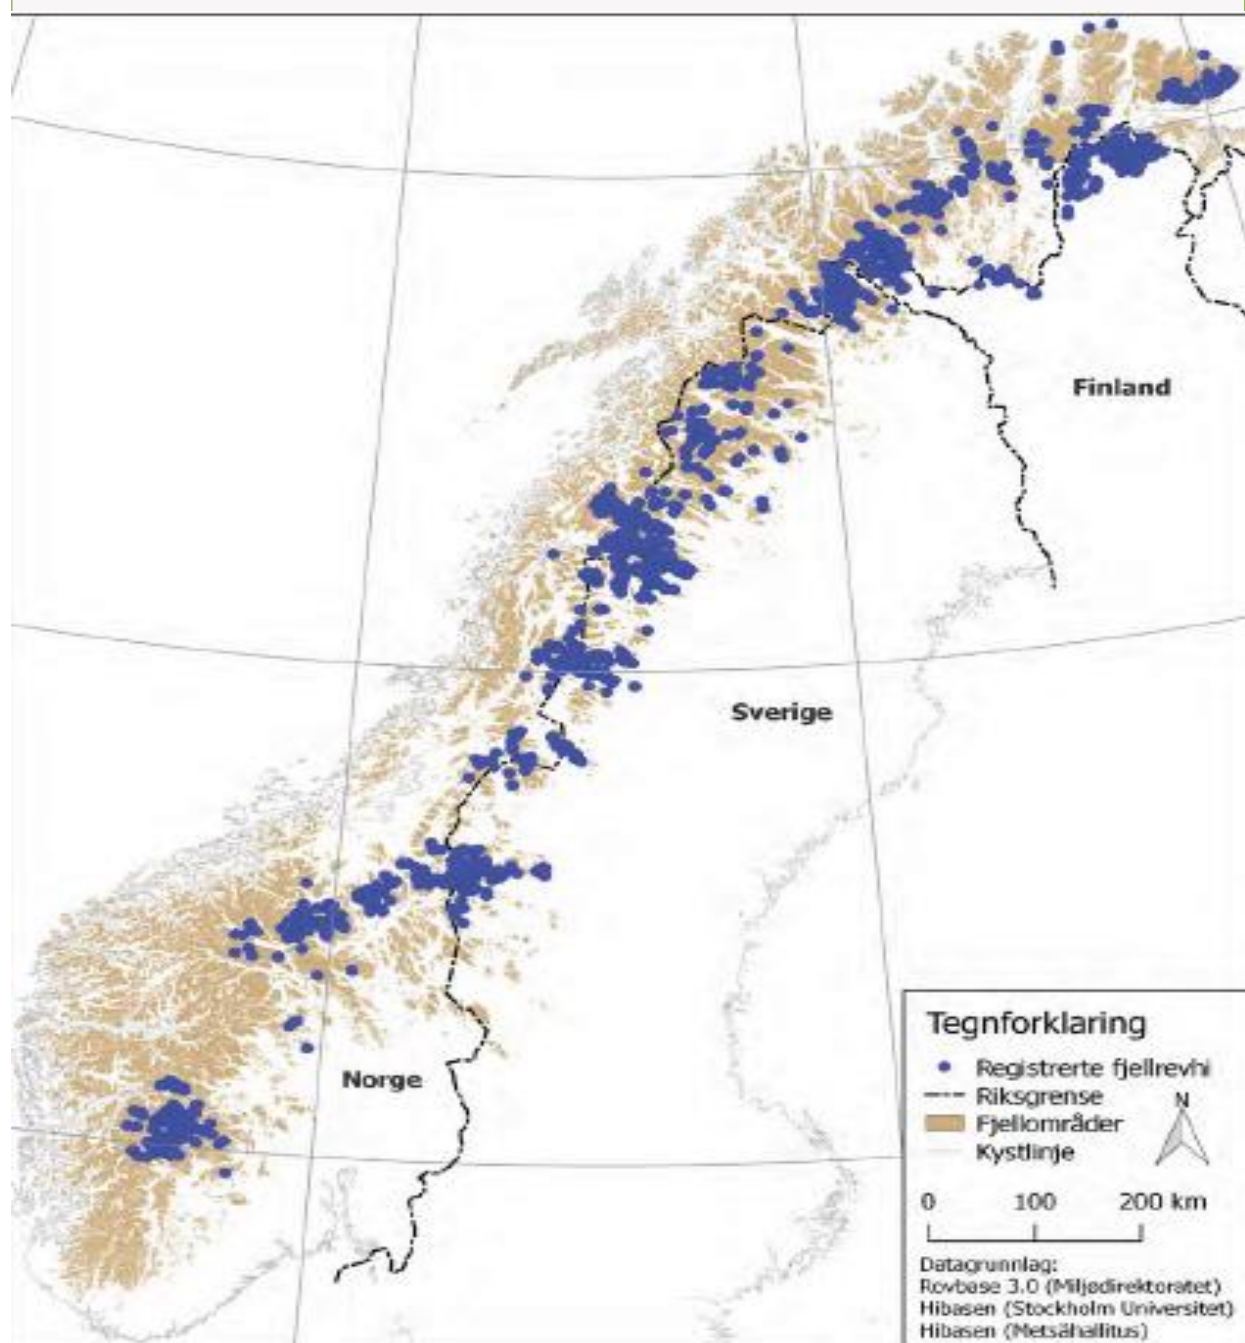 Finland
Sverige
Norge
Tegnforklaring
Registrerte fjellrevhi
Riksgrense
N
Fjellområder
Kystlinje
0 100 200 km
Datagrunnlag:
Rovbase 3.0 (Miljødirektoratet)
Hibasen (Stockholm Universitet)
Hibasen (Metsähallitus)